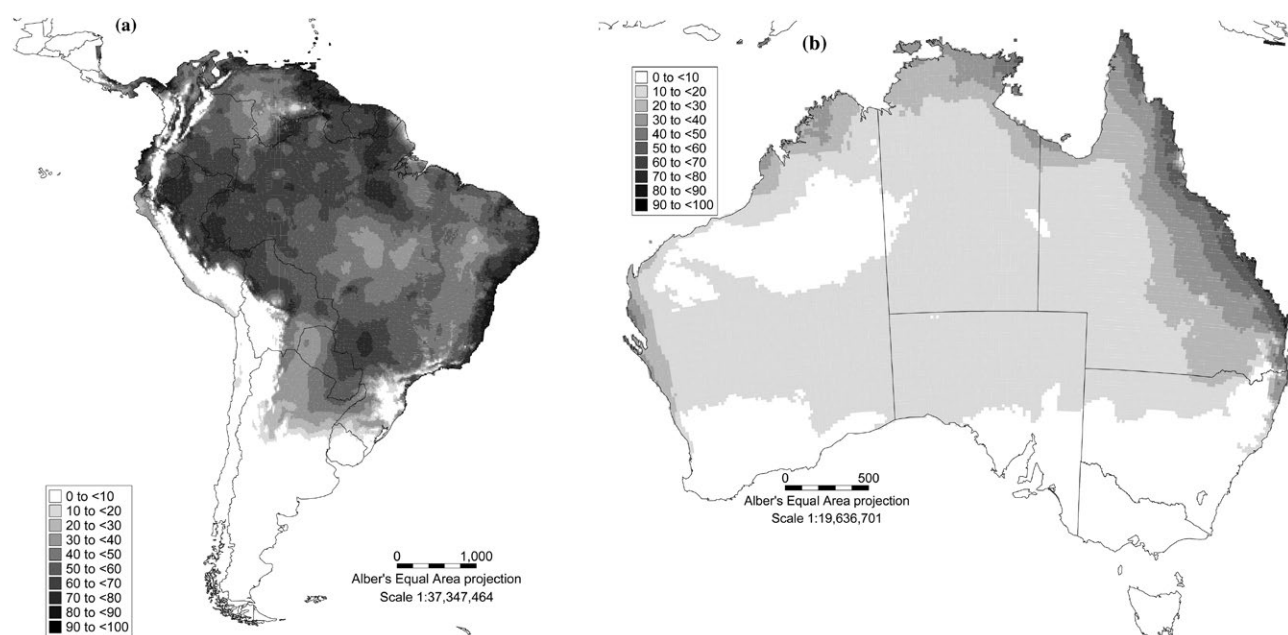 (a)
0 to <10
10 to <20
20 to <30
30 to <40
40 to <50
50 to <60
60 to <70
70 to <80
80 to <90
90 to <100
0 1,000
Alber's Equal Area projection
Scale 1:37,347,464
(b)
0 to <10
10 to <20
20 to <30
30 to <40
40 to <50
50 to <60
60 to <70
70 to <80
80 to <90
90 to <100
0 500
Alber's Equal Area projection
Scale 1:19,636,701